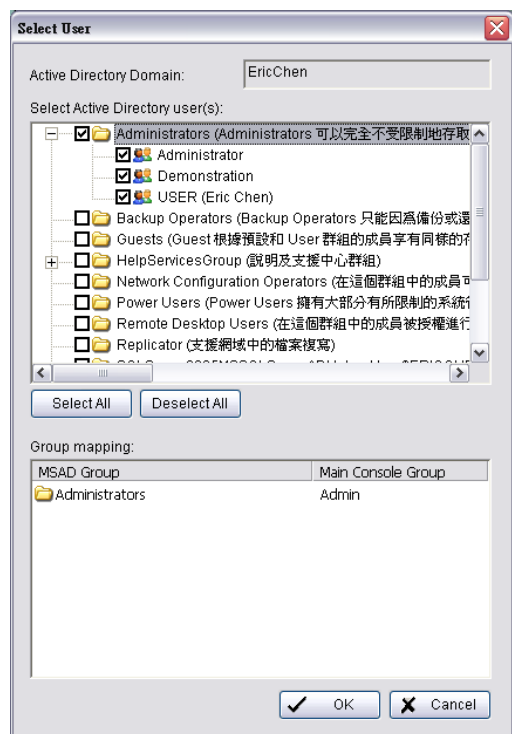 Select User
Active Directory Domain: EricChen
Select Active Directory user(s):
Administrators (Administrators 可以完全不受限制地存取
Administrator
Demonstration
USER (Eric Chen)
Backup Operators (Backup Operators 只能因為備份或還
Guests (Guest 根據預設和 User 群組的成員享有同樣的存
HelpServicesGroup (說明及支援中心群組)
Network Configuration Operators (在這個群組中的成員可
Power Users (Power Users 擁有大部分有所限制的系統
Remote Desktop Users (在這個群組中的成員被授權進行
Replicator (支援網域中的檔案複寫)
Select All Deselect All
Group mapping:
MSAD Group Main Console Group
Administrators Admin
OK Cancel